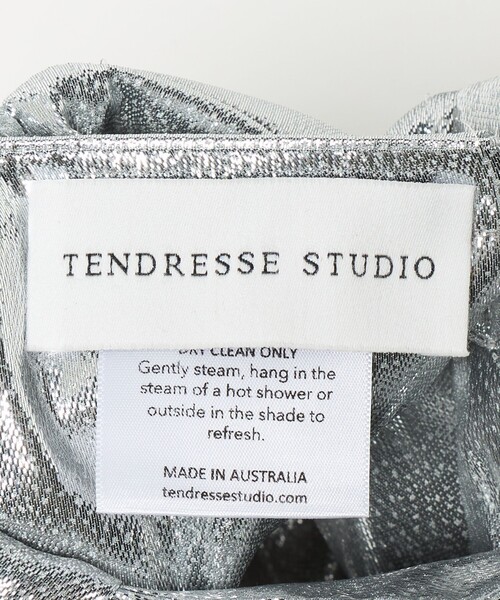 TENDRESSE STUDIO
DRY CLEAN ONLY
Gently steam, hang in the
steam of a hot shower or
outside in the shade to
refresh.
MADE IN AUSTRALIA
tendressestudio.com